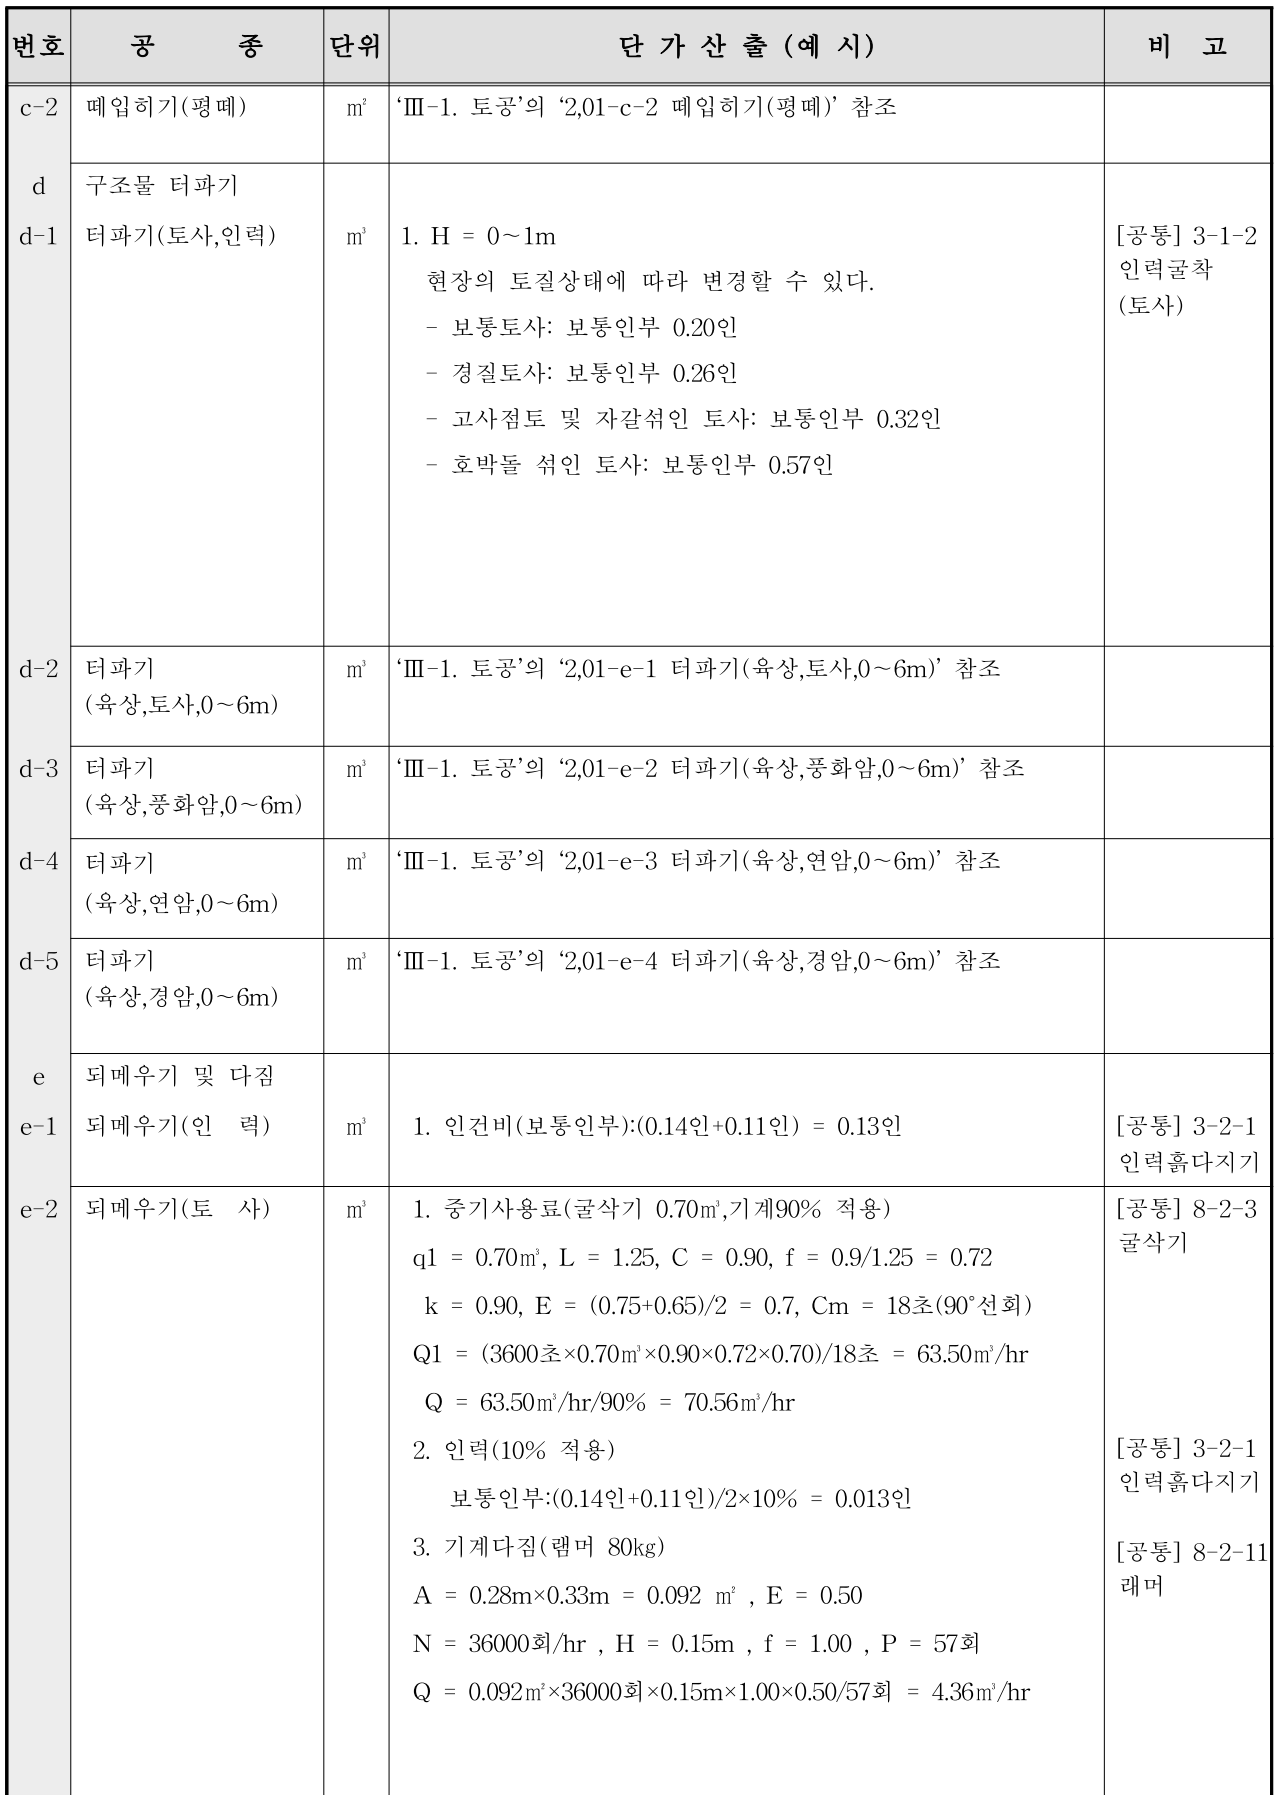 번호 공 종 단위 단 가 산 출 (예 시) 비 고
c-2 떼입히기(평떼) ㎡ ‘Ⅲ-1. 토공’의 ‘2,01-c-2 떼입히기(평떼)’ 참조
d 구조물 터파기
d-1 터파기(토사,인력) ㎥ 1. H = 0～1m [공통] 3-1-2
인력굴착
현장의 토질상태에 따라 변경할 수 있다.
(토사)
- 보통토사: 보통인부 0.20인
- 경질토사: 보통인부 0.26인
- 고사점토 및 자갈섞인 토사: 보통인부 0.32인
- 호박돌 섞인 토사: 보통인부 0.57인
d-2 터파기 ㎥ ‘Ⅲ-1. 토공’의 ‘2,01-e-1 터파기(육상,토사,0～6m)’ 참조
(육상,토사,0～6m)
d-3 터파기 ㎥ ‘Ⅲ-1. 토공’의 ‘2,01-e-2 터파기(육상,풍화암,0～6m)’ 참조
(육상,풍화암,0～6m)
d-4 터파기 ㎥ ‘Ⅲ-1. 토공’의 ‘2,01-e-3 터파기(육상,연암,0～6m)’ 참조
(육상,연암,0～6m)
d-5 터파기 ㎥ ‘Ⅲ-1. 토공’의 ‘2,01-e-4 터파기(육상,경암,0～6m)’ 참조
(육상,경암,0～6m)
e 되메우기 및 다짐
e-1 되메우기(인 력) ㎥ 1. 인건비(보통인부):(0.14인+0.11인) = 0.13인 [공통] 3-2-1
인력흙다지기
e-2 되메우기(토 사) ㎥ 1. 중기사용료(굴삭기 0.70㎥,기계90% 적용) [공통] 8-2-3
굴삭기
q1 = 0.70㎥, L = 1.25, C = 0.90, f = 0.9/1.25 = 0.72
k = 0.90, E = (0.75+0.65)/2 = 0.7, Cm = 18초(90°선회)
Q1 = (3600초×0.70㎥×0.90×0.72×0.70)/18초 = 63.50㎥/hr
Q = 63.50㎥/hr/90% = 70.56㎥/hr
2. 인력(10% 적용) [공통] 3-2-1
인력흙다지기
보통인부:(0.14인+0.11인)/2×10% = 0.013인
3. 기계다짐(램머 80㎏) [공통] 8-2-11
래머
A = 0.28m×0.33m = 0.092 ㎡ , E = 0.50
N = 36000회/hr , H = 0.15m , f = 1.00 , P = 57회
Q = 0.092㎡×36000회×0.15m×1.00×0.50/57회 = 4.36㎥/hr